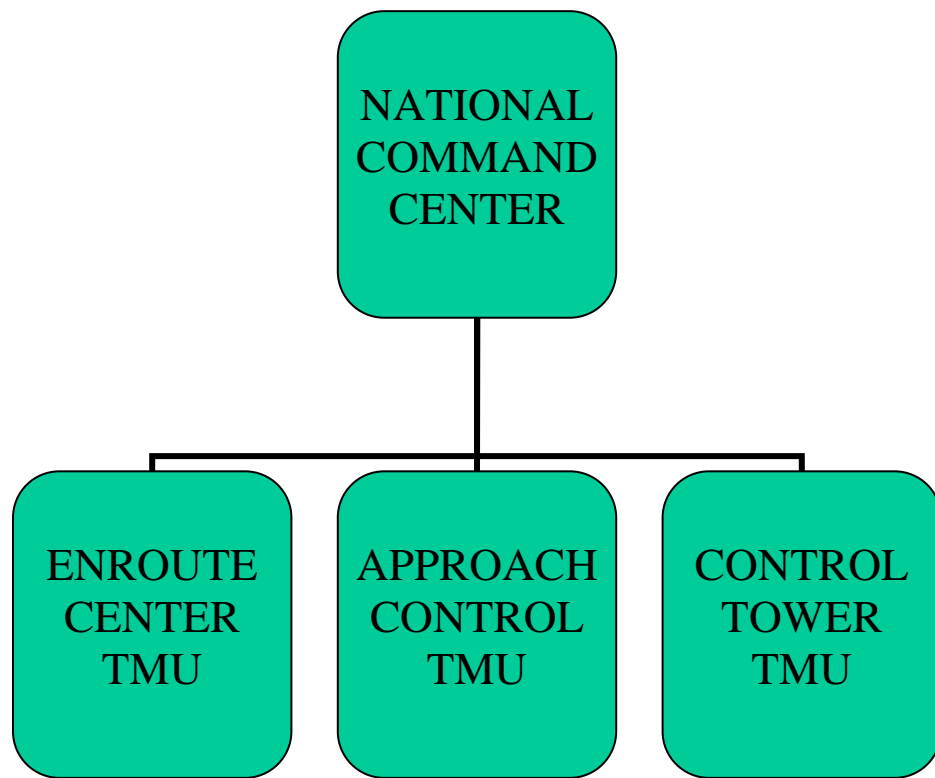 NATIONAL
COMMAND
CENTER
ENROUTE
CENTER
TMU
APPROACH
CONTROL
TMU
CONTROL
TOWER
TMU